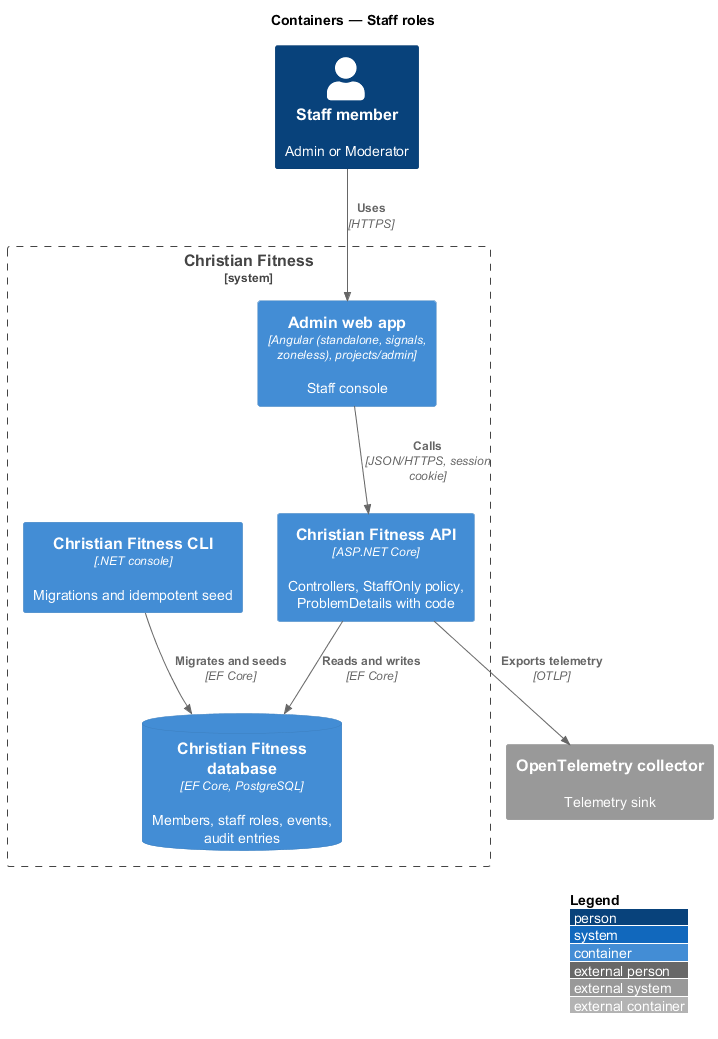 Containers — Staff roles
Staff member
Admin or Moderator
Uses
[HTTPS]
Christian Fitness
[system]
Admin web app
[Angular (standalone, signals,
zoneless), projects/admin]
Staff console
Calls
[JSON/HTTPS, session
cookie]
Christian Fitness CLI
[.NET console]
Migrations and idempotent seed
Christian Fitness API
[ASP.NET Core]
Controllers, StaffOnly policy,
ProblemDetails with code
Migrates and seeds
[EF Core]
Reads and writes
[EF Core]
Exports telemetry
[OTLP]
Christian Fitness
database
[EF Core, PostgreSQL]
Members, staff roles, events,
audit entries
OpenTelemetry collector
Telemetry sink
Legend
person
system
container
external person
external system
external container